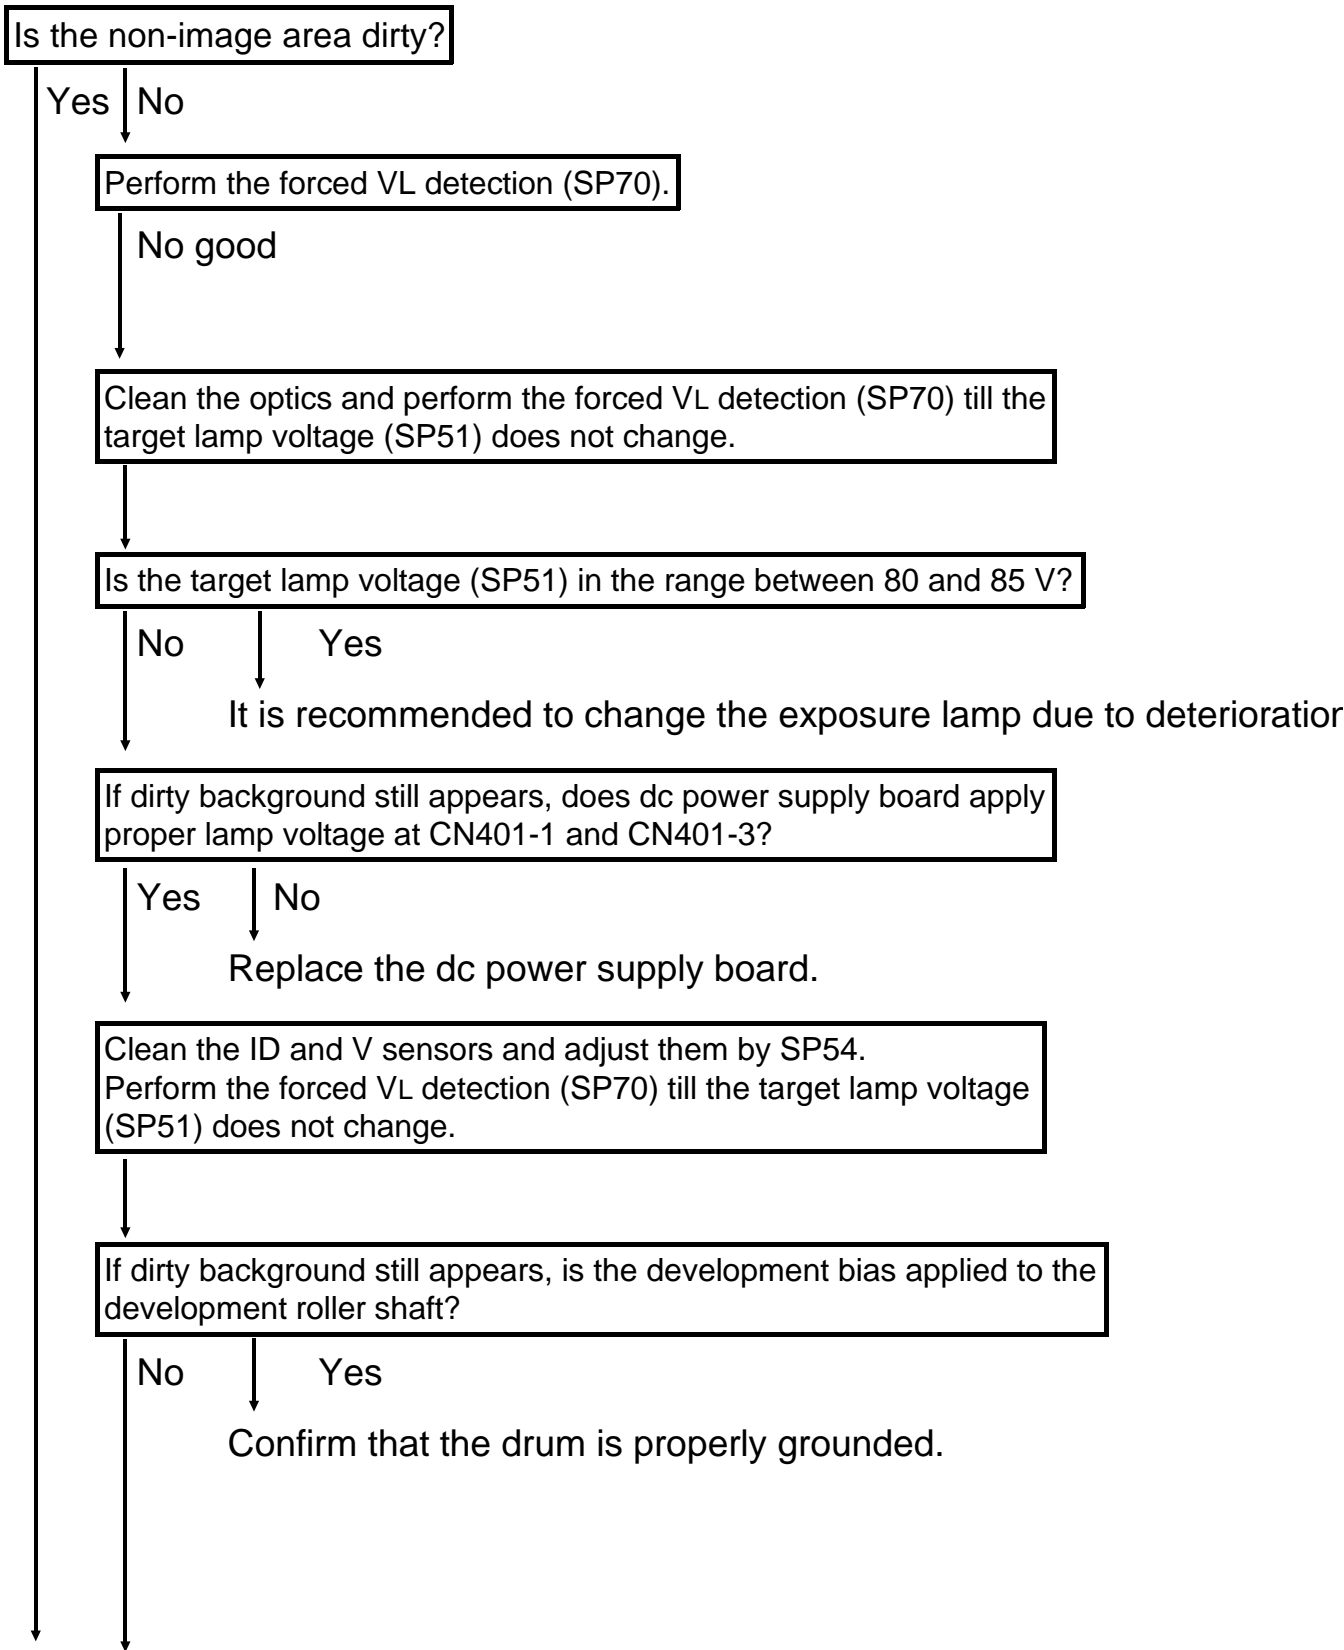 Is the non-image area dirty?
Yes No
Perform the forced VL detection (SP70).
No good
Clean the optics and perform the forced VL detection (SP70) till the
target lamp voltage (SP51) does not change.
Is the target lamp voltage (SP51) in the range between 80 and 85 V?
No Yes
It is recommended to change the exposure lamp due to deterioration
If dirty background still appears, does dc power supply board apply
proper lamp voltage at CN401-1 and CN401-3?
Yes No
Replace the dc power supply board.
Clean the ID and V sensors and adjust them by SP54.
Perform the forced VL detection (SP70) till the target lamp voltage
(SP51) does not change.
If dirty background still appears, is the development bias applied to the
development roller shaft?
No Yes
Confirm that the drum is properly grounded.